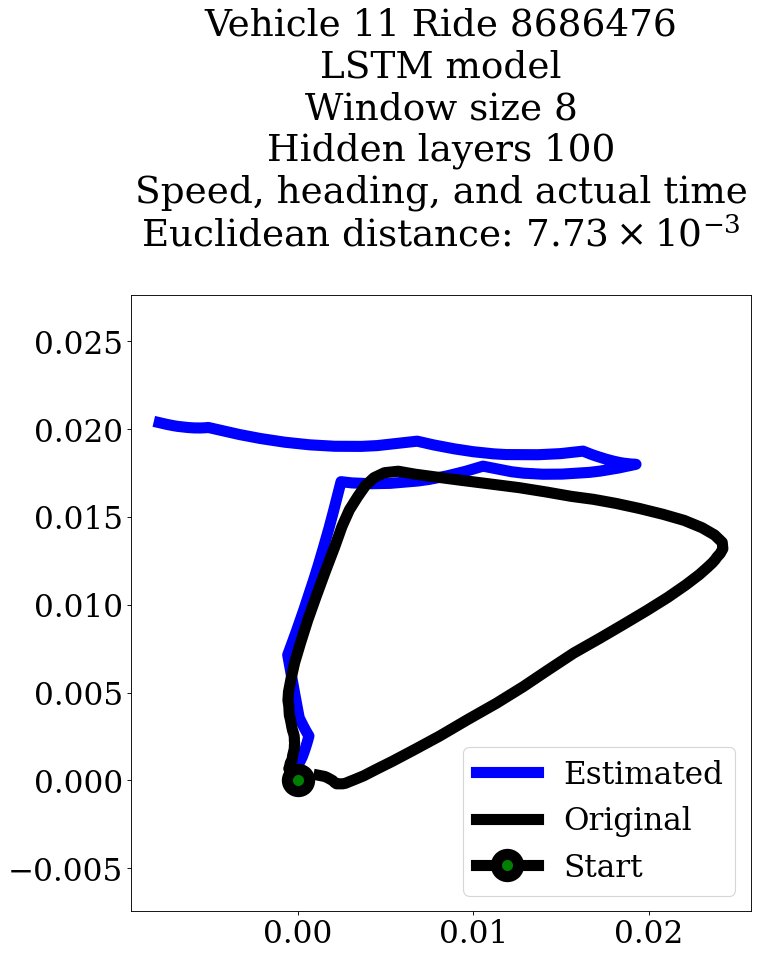 Vehicle 11 Ride 8686476
LSTM model
Window size 8
Hidden layers 100
Speed, heading, and actual time
Euclidean distance: 7.73 × 10⁻³
0.025
0.020
0.015
0.010
0.005
0.000
−0.005
0.00 0.01 0.02
Estimated
Original
Start